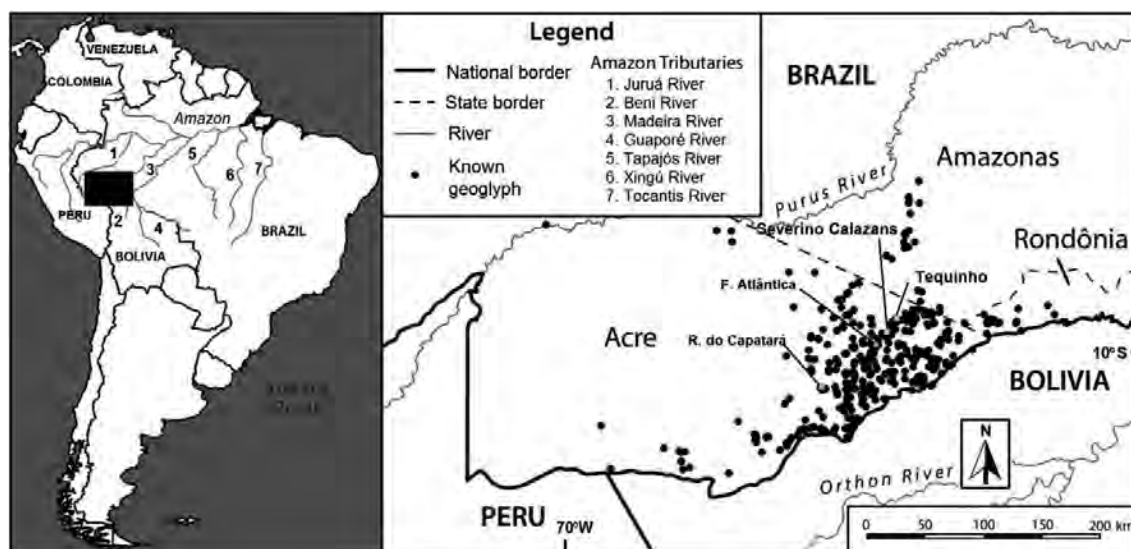 VENEZUELA
COLOMBIA
Amazon
1
3
5
6
7
2
4
PERU
BRAZIL
BOLIVIA
Legend
National border
State border
River
Known
geoglyph
Amazon Tributaries
1. Juruá River
2. Beni River
3. Madeira River
4. Guaporé River
5. Tapajós River
6. Xingú River
7. Tocantis River
BRAZIL
Amazonas
Purus River
Severino Calazans
Rondônia
Tequinho
F. Atlântica
Acre
R. do Capatará
10°S
BOLIVIA
N
Orthon River
PERU
70°W
0 50 100 150 200 km